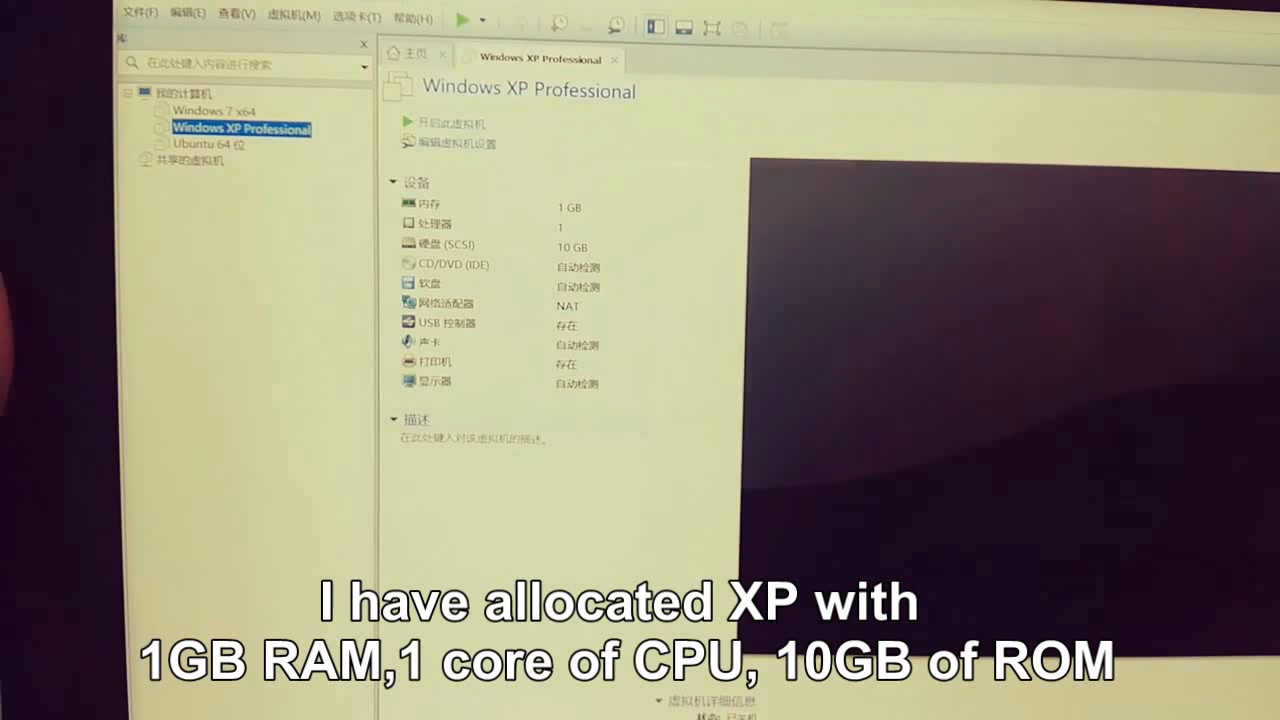 文件(F) 编辑(E) 查看(V) 虚拟机(M) 选项卡(T) 帮助(H)
库
在此处键入内容进行搜索
我的计算机
Windows 7 x64
Windows XP Professional
Ubuntu 64 位
共享的虚拟机
主页
Windows XP Professional
Windows XP Professional
开启此虚拟机
编辑虚拟机设置
设备
内存 1 GB
处理器 1
硬盘 (SCSI) 10 GB
CD/DVD (IDE) 自动检测
软盘 自动检测
网络适配器 NAT
USB 控制器 存在
声卡 自动检测
打印机 存在
显示器 自动检测
描述
在此处键入对该虚拟机的描述。
I have allocated XP with
1GB RAM,1 core of CPU, 10GB of ROM
虚拟机详细信息
状态: 已关机